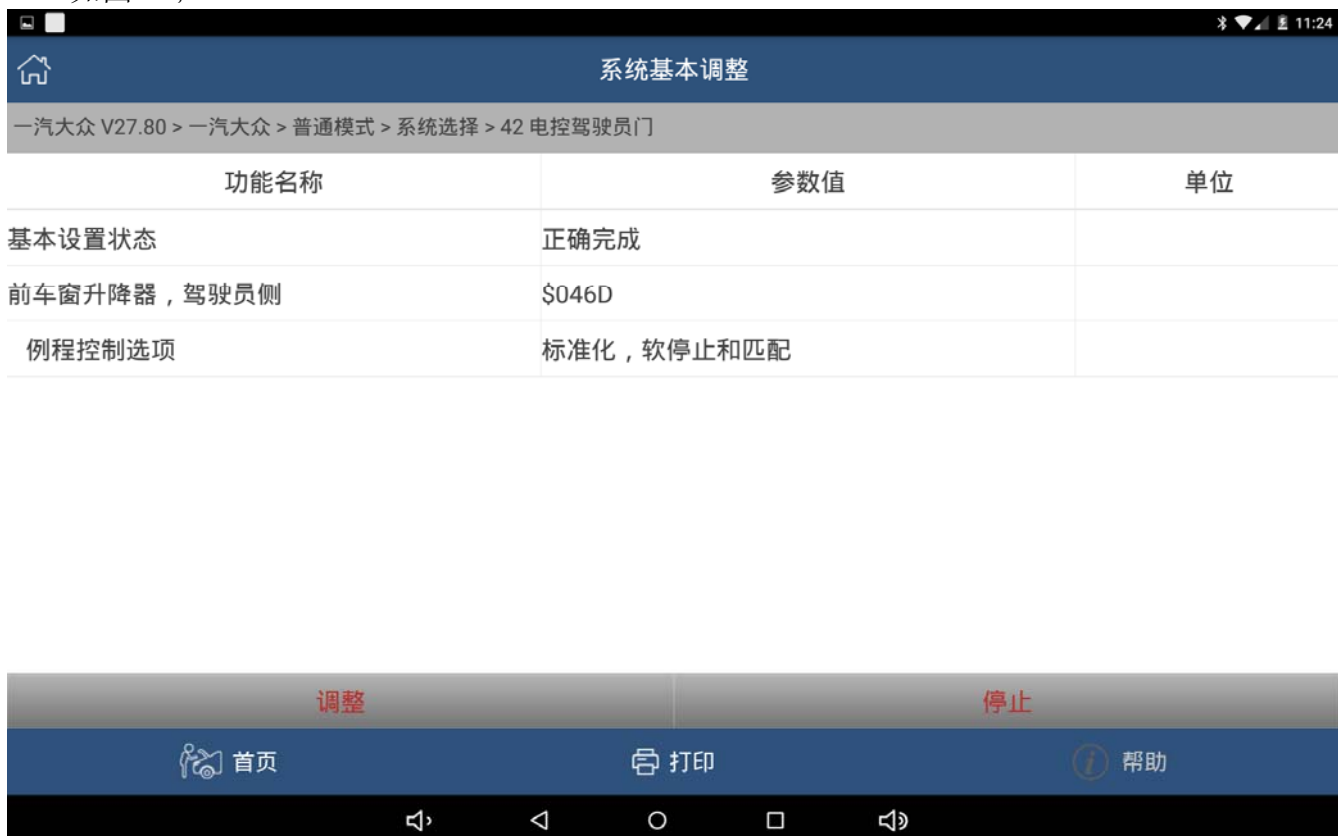 11:24
系统基本调整
一汽大众 V27.80 > 一汽大众 > 普通模式 > 系统选择 > 42 电控驾驶员门
功能名称 参数值 单位
基本设置状态 正确完成
前车窗升降器，驾驶员侧 $046D
例程控制选项 标准化，软停止和匹配
调整 停止
首页 打印 帮助